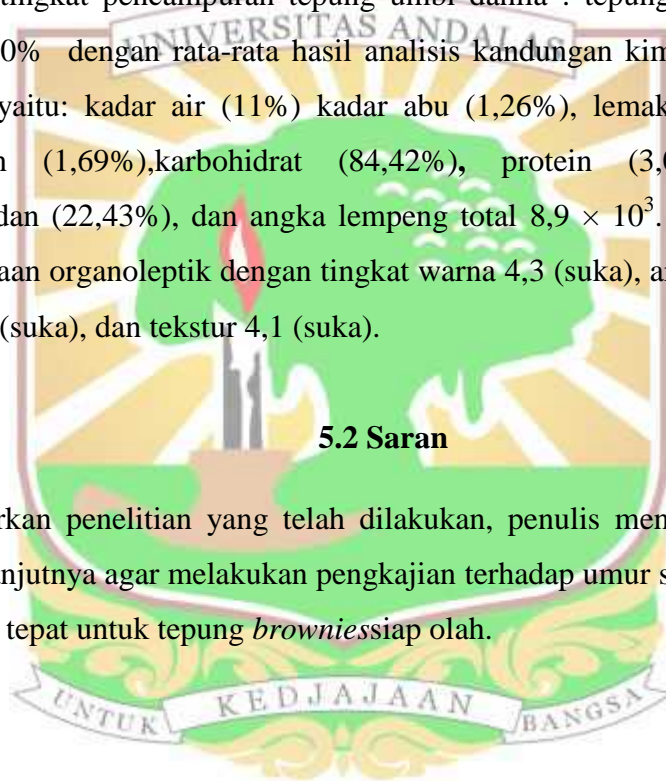 tingkat pencampuran tepung umbi dahlia : tepung
UNIVERSITAS ANDALAS
0% dengan rata-rata hasil analisis kandungan kim
yaitu: kadar air (11%) kadar abu (1,26%), lemak
(1,69%),karbohidrat (84,42%), protein (3,
dan (22,43%), dan angka lempeng total 8,9 × 10³.
aan organoleptik dengan tingkat warna 4,3 (suka), a
(suka), dan tekstur 4,1 (suka).
5.2 Saran
rkan penelitian yang telah dilakukan, penulis men
anjutnya agar melakukan pengkajian terhadap umur s
tepat untuk tepung browniessiap olah.
UNTUK KEDJAJAAN BANGSA